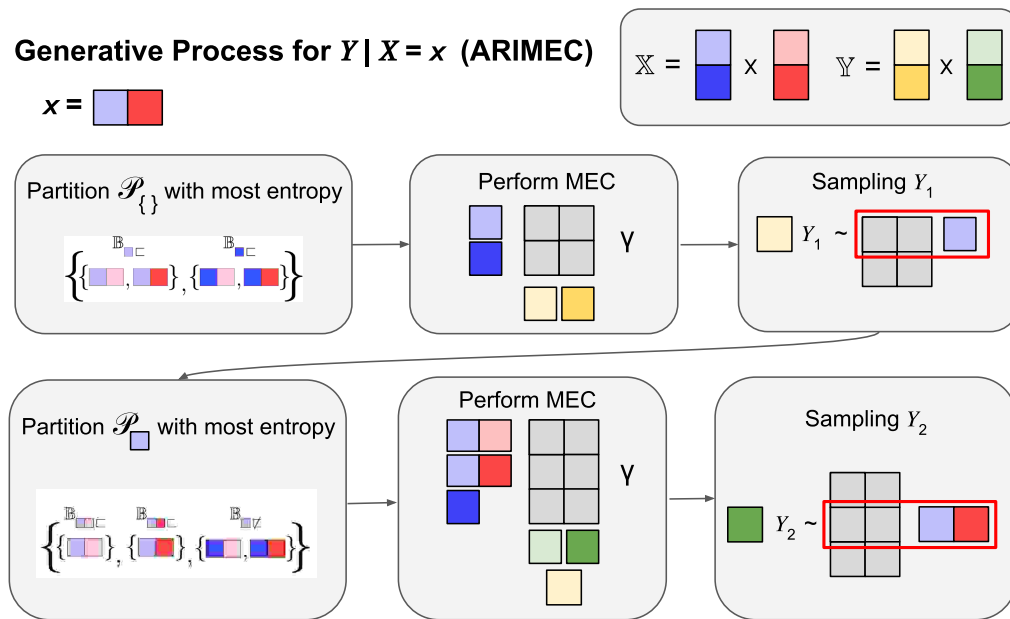 Generative Process for Y | X = x (ARIMEC)
x =
𝕏 = x 𝕐 = x
Partition 𝒫{ } with most entropy
𝔹 ⊏ 𝔹 ⊏
{{ , }, { , }}
Perform MEC
γ
Sampling Y1
Y1 ~
Partition 𝒫 with most entropy
𝔹 ⊏ 𝔹 ⊏ 𝔹 ⊄
{{ }, { }, { , }}
Perform MEC
γ
Sampling Y2
Y2 ~